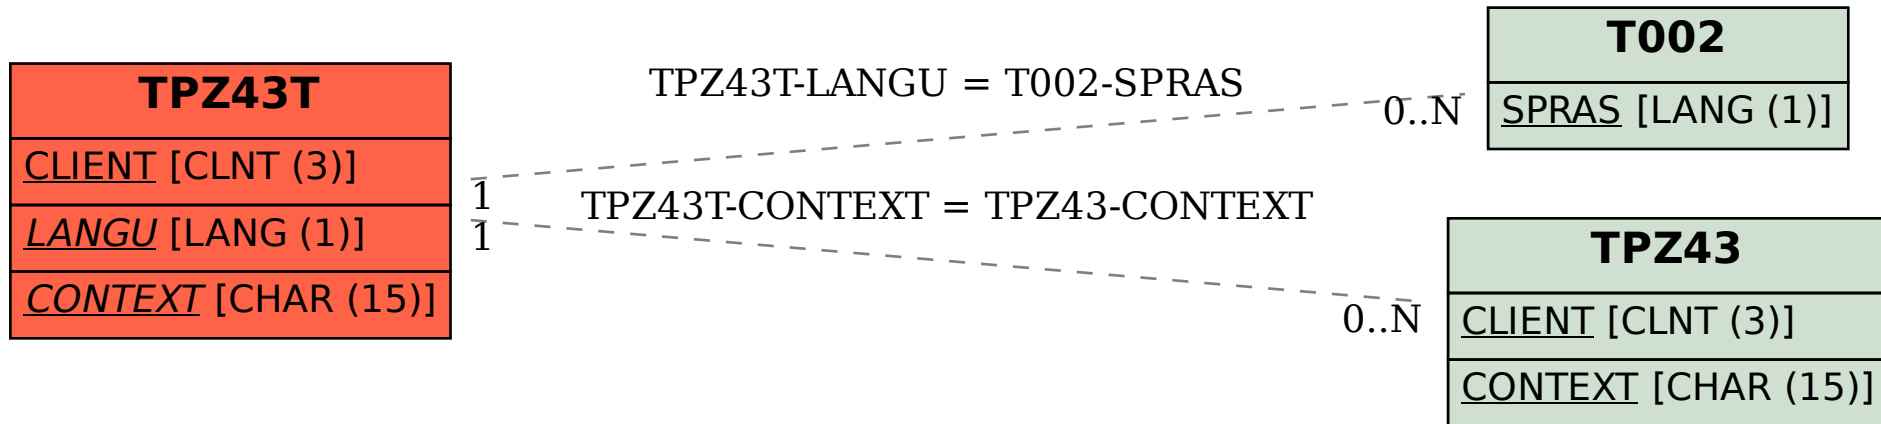 TPZ43T
CLIENT [CLNT (3)]
LANGU [LANG (1)]
CONTEXT [CHAR (15)]
TPZ43T-LANGU = T002-SPRAS
1
0..N
TPZ43T-CONTEXT = TPZ43-CONTEXT
1
0..N
T002
SPRAS [LANG (1)]
TPZ43
CLIENT [CLNT (3)]
CONTEXT [CHAR (15)]